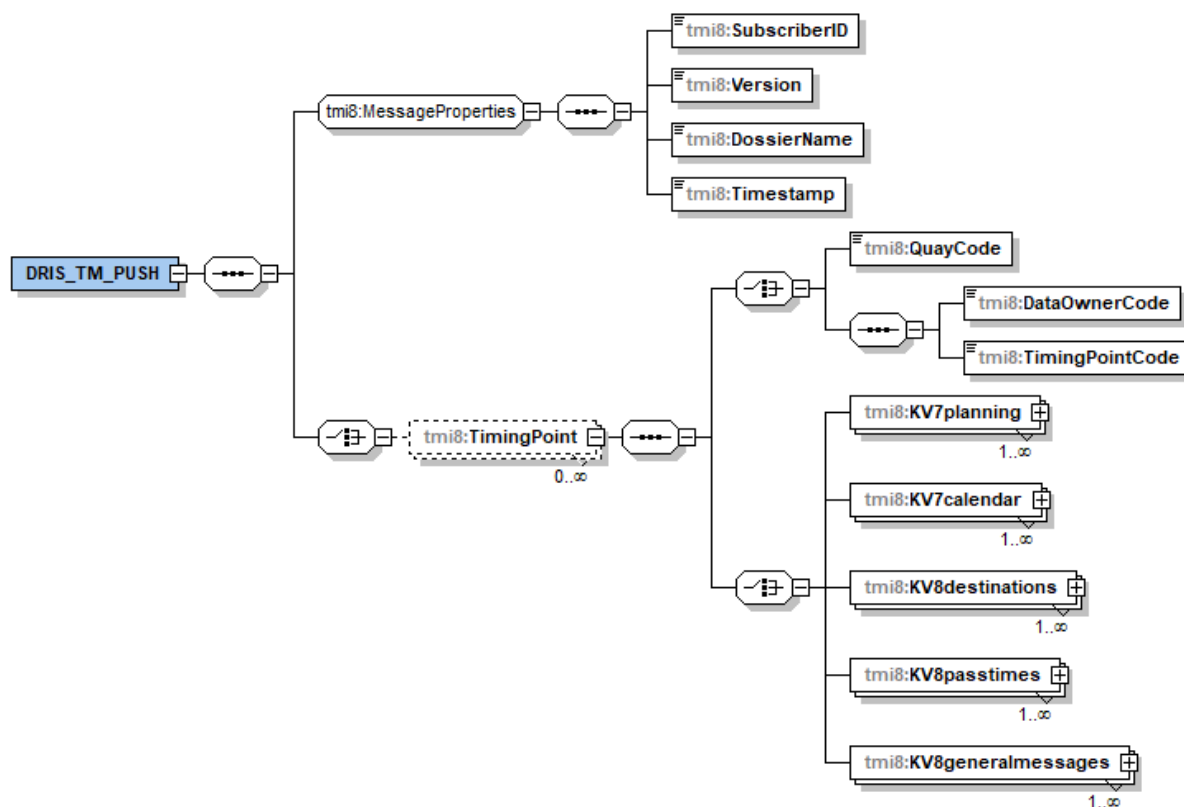 tmi8:SubscriberID
tmi8:Version
tmi8:MessageProperties
tmi8:DossierName
tmi8:Timestamp
tmi8:QuayCode
DRIS_TM_PUSH
tmi8:DataOwnerCode
tmi8:TimingPointCode
tmi8:KV7planning
1..∞
tmi8:TimingPoint
0..∞
tmi8:KV7calendar
1..∞
tmi8:KV8destinations
1..∞
tmi8:KV8passtimes
1..∞
tmi8:KV8generalmessages
1..∞